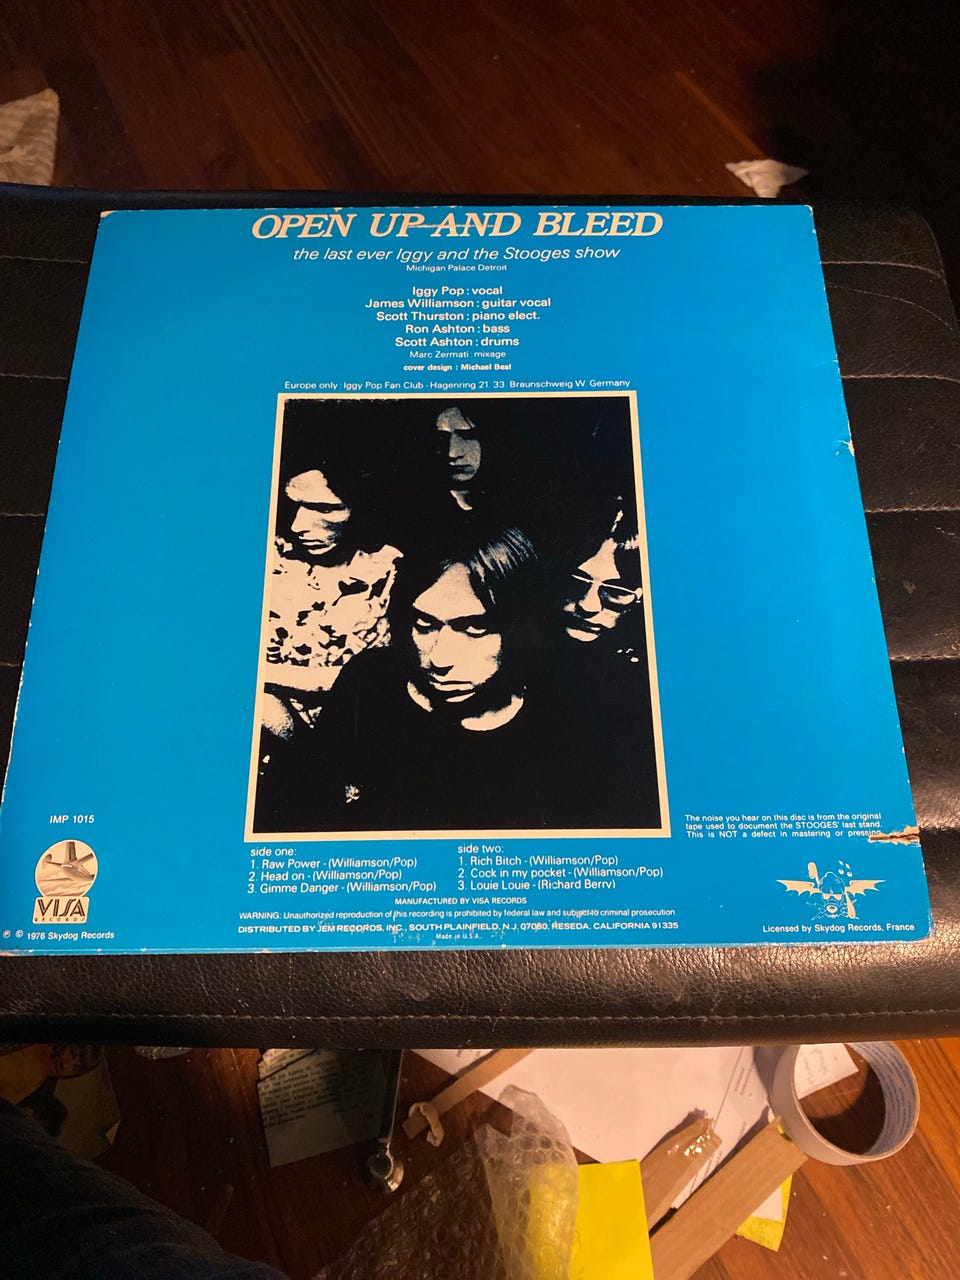 OPEN UP AND BLEED
the last ever Iggy and the Stooges show
Michigan Palace Detroit
Iggy Pop : vocal
James Williamson : guitar vocal
Scott Thurston : piano elect.
Ron Ashton : bass
Scott Ashton : drums
Marc Zermati : mixage
cover design : Michael Beal
Europe only : Iggy Pop Fan Club - Hagenring 21. 33. Braunschweig W. Germany
IMP 1015
The noise you hear on this disc is from the original
tape used to document the STOOGES' last stand.
This is NOT a defect in mastering or pressing.
side one:
1. Raw Power - (Williamson/Pop)
2. Head on - (Williamson/Pop)
3. Gimme Danger - (Williamson/Pop)
side two:
1. Rich Bitch - (Williamson/Pop)
2. Cock in my pocket - (Williamson/Pop)
3. Louie Louie - (Richard Berry)
VISA
RECORDS
MANUFACTURED BY VISA RECORDS
WARNING: Unauthorized reproduction of this recording is prohibited by federal law and subject to criminal prosecution.
DISTRIBUTED BY JEM RECORDS, INC., SOUTH PLAINFIELD, N.J. 07080, RESEDA, CALIFORNIA 91335
Made in U.S.A.
℗ © 1976 Skydog Records
Licensed by Skydog Records, France